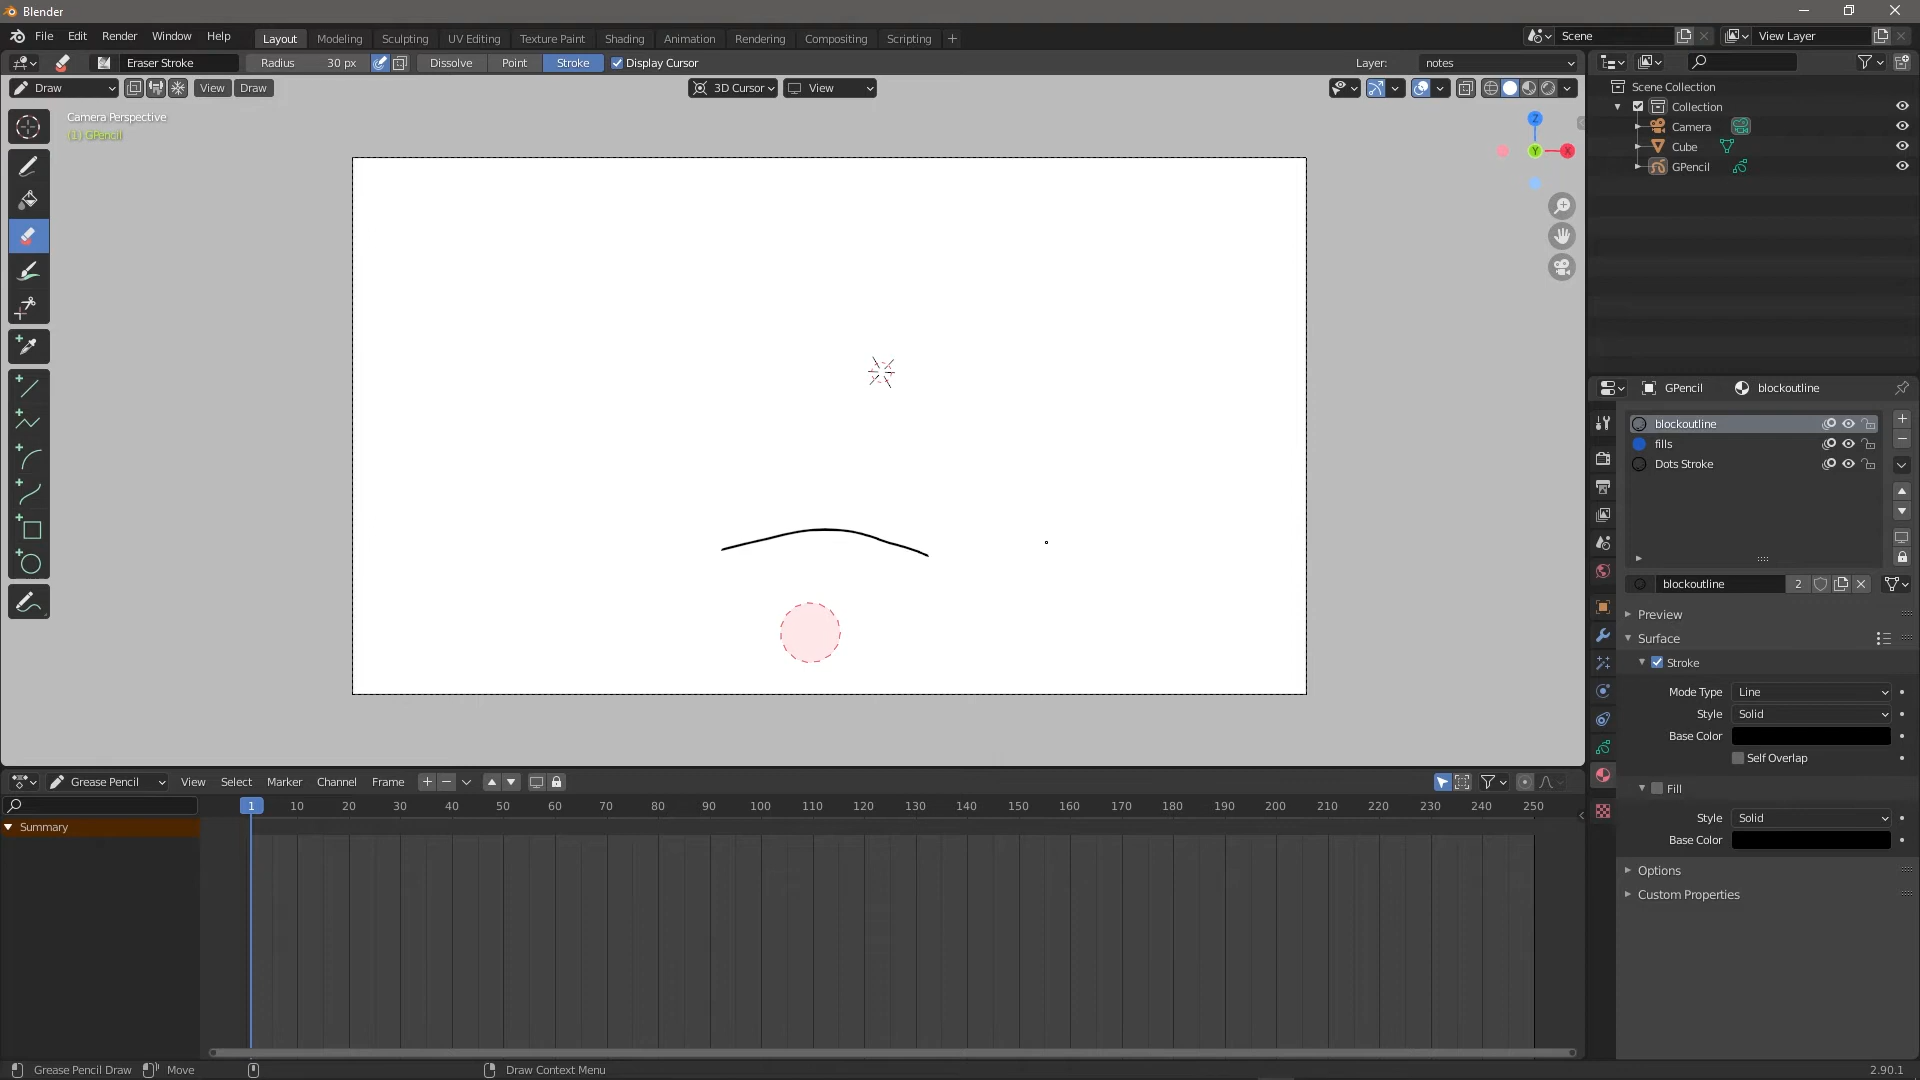 Blender
File Edit Render Window Help Layout Modeling Sculpting UV Editing Texture Paint Shading Animation Rendering Compositing Scripting + Scene View Layer
Eraser Stroke Radius 30 px Dissolve Point Stroke Display Cursor Layer: notes
Draw View Draw 3D Cursor View
Camera Perspective
(1) GPencil
Z
Y
X
Scene Collection
Collection
Camera
Cube
GPencil
GPencil blockoutline
blockoutline
fills
Dots Stroke
blockoutline 2
Preview
Surface
Stroke
Mode Type Line
Style Solid
Base Color
Self Overlap
Fill
Style Solid
Base Color
Options
Custom Properties
Grease Pencil View Select Marker Channel Frame
1 10 20 30 40 50 60 70 80 90 100 110 120 130 140 150 160 170 180 190 200 210 220 230 240 250
Summary
Grease Pencil Draw Move Draw Context Menu 2.90.1